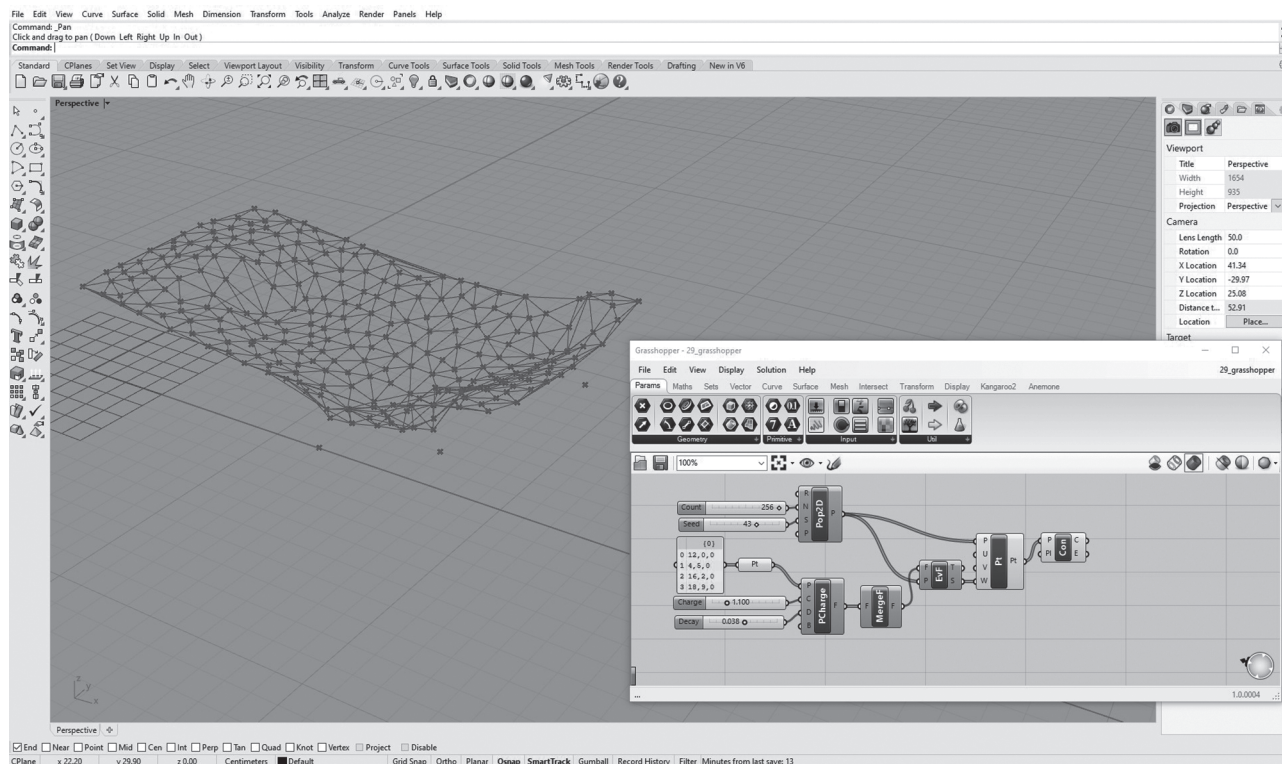 File Edit View Curve Surface Solid Mesh Dimension Transform Tools Analyze Render Panels Help
Command: _Pan
Click and drag to pan ( Down Left Right Up In Out )
Command:
Standard CPlanes Set View Display Select Viewport Layout Visibility Transform Curve Tools Surface Tools Solid Tools Mesh Tools Render Tools Drafting New in V6
Perspective
Viewport
Title Perspective
Width 1654
Height 935
Projection Perspective
Camera
Lens Length 50.0
Rotation 0.0
X Location 41.34
Y Location -29.97
Z Location 25.08
Distance t... 52.91
Location Place...
Target
Grasshopper - 29_grasshopper
File Edit View Display Solution Help 29_grasshopper
Params Maths Sets Vector Curve Surface Mesh Intersect Transform Display Kangaroo2 Anemone
Geometry Primitive Input Util
100%
Count 256
Seed 43
R
N
S
P
Pop2D
P
{0}
0 12,0,0
1 4,5,0
2 16,2,0
3 18,9,0
Pt
Charge 1.100
Decay 0.038
P
C
D
B
PCharge
F
F
MergeF
F
F
P
EvF
T
S
P
U
V
W
Pt
Pt
P
Pl
Con
C
E
...
1.0.0004
z
y
x
Perspective
End Near Point Mid Cen Int Perp Tan Quad Knot Vertex Project Disable
CPlane x 22.20 y 29.90 z 0.00 Centimeters Default Grid Snap Ortho Planar Osnap SmartTrack Gumball Record History Filter Minutes from last save: 13